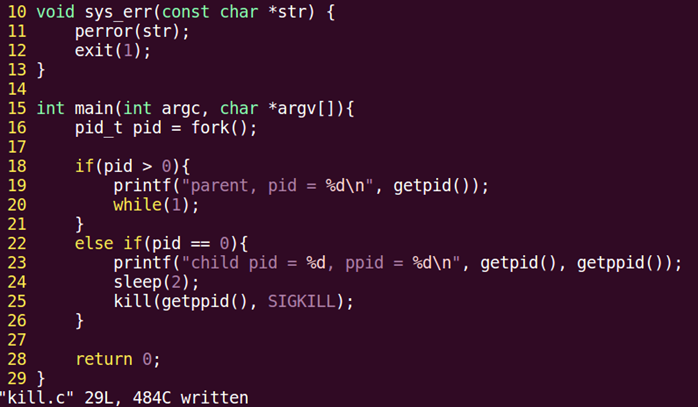 10 void sys_err(const char *str) {
11     perror(str);
12     exit(1);
13 }
14
15 int main(int argc, char *argv[]){
16     pid_t pid = fork();
17
18     if(pid > 0){
19         printf("parent, pid = %d\n", getpid());
20         while(1);
21     }
22     else if(pid == 0){
23         printf("child pid = %d, ppid = %d\n", getpid(), getppid());
24         sleep(2);
25         kill(getppid(), SIGKILL);
26     }
27
28     return 0;
29 }
"kill.c" 29L, 484C written